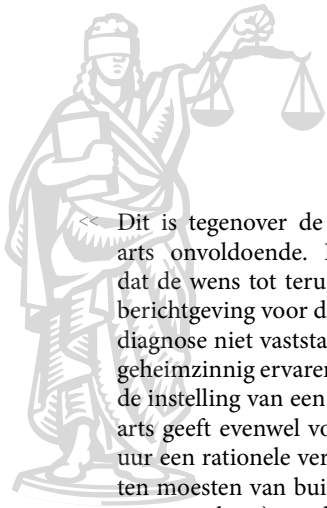 << Dit is tegenover de
arts onvoldoende.
dat de wens tot teru
berichtgeving voor d
diagnose niet vaststa
geheimzinnig ervaren
de instelling van een
arts geeft evenwel vo
uur een rationele ver
ten moesten van bui